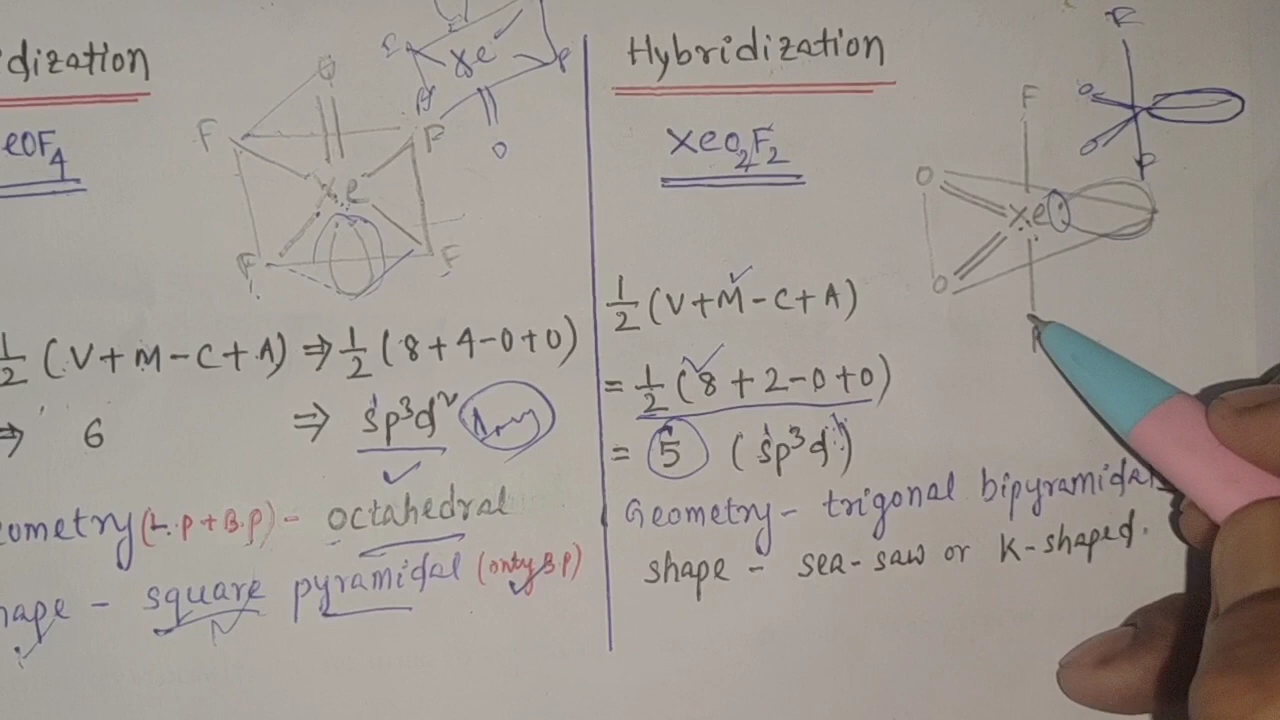 dization
eOF₄
O
F
F
Xe
F
F
F
Xe
F
O
½ (V+M-C+A) ⇒ ½ (8+4-0+0)
⇒ 6 ⇒ sp³d²
ometry (L.P+B.P) - octahedral
hape - square pyramidal (only B.P)
Hybridization
XeO₂F₂
F
O
Xe
O
F
O
O
½ (V+M-C+A)
= ½ (8+2-0+0)
= 5 (sp³d)
Geometry - trigonal bipyramidal
shape - sea-saw or K-shaped.